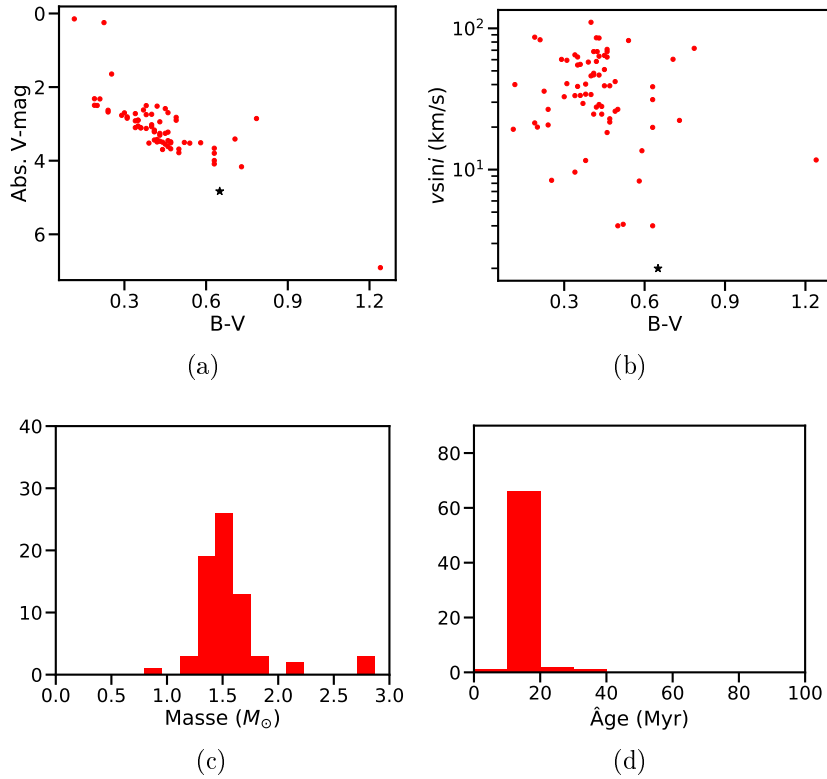 0
2
4
6
Abs. V-mag
0.3 0.6 0.9 1.2
B-V
(a)
10²
10¹
vsini (km/s)
0.3 0.6 0.9 1.2
B-V
(b)
40
30
20
10
0
0.0 0.5 1.0 1.5 2.0 2.5 3.0
Masse (M⊙)
(c)
80
60
40
20
0
0 20 40 60 80 100
Âge (Myr)
(d)